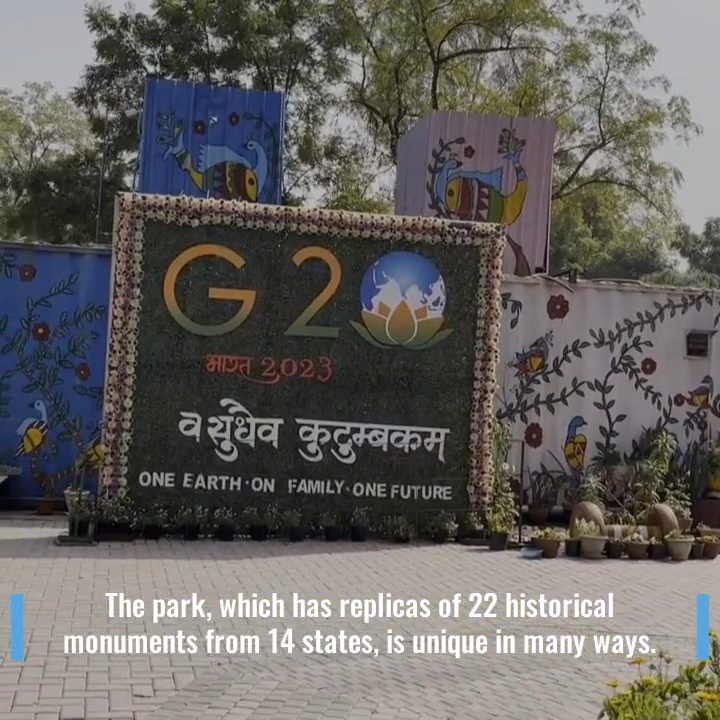 G20
भारत 2023
वसुधैव कुटुम्बकम्
ONE EARTH·ON FAMILY·ONE FUTURE
The park, which has replicas of 22 historical
monuments from 14 states, is unique in many ways.